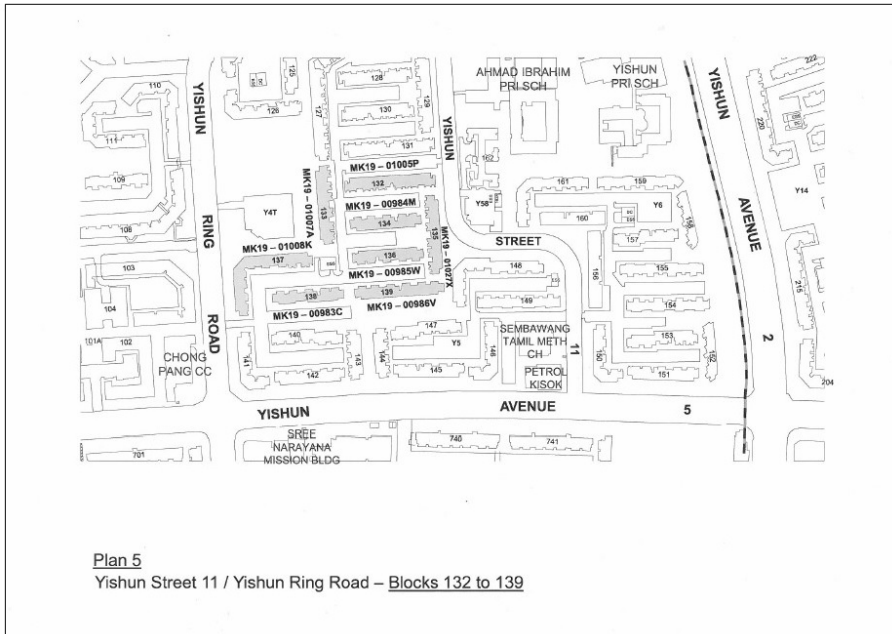 YISHUN
RING
ROAD
110
111
109
108
103
104
101A
102
CHONG
PANG CC
701
125
126
127
128
130
129
131
MK19 – 01005P
132
MK19 – 01007A
133
MK19 – 00984M
134
135
Y4T
MK19 – 01008K
137
136
MK19 – 00985W
MK19 – 01027X
138
139
MK19 – 00983C
MK19 – 00986V
140
141
142
143
144
147
Y5
145
146
YISHUN
STREET
11
AHMAD IBRAHIM
PRI SCH
YISHUN
PRI SCH
162
Y58
161
159
160
Y6
157
158
148
149
156
155
154
153
150
151
152
SEMBAWANG
TAMIL METH
CH
PETROL
KISOK
YISHUN
AVENUE
2
222
220
Y14
215
204
YISHUN
AVENUE
5
SREE
NARAYANA
MISSION BLDG
740
741
Plan 5
Yishun Street 11 / Yishun Ring Road – Blocks 132 to 139